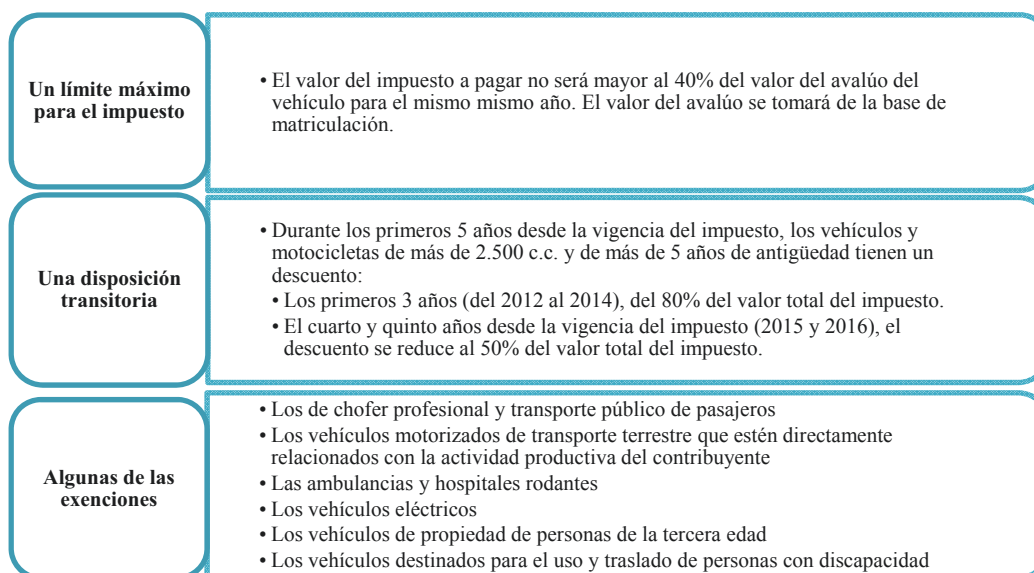 Un límite máximo
para el impuesto
• El valor del impuesto a pagar no será mayor al 40% del valor del avalúo del
vehículo para el mismo mismo año. El valor del avalúo se tomará de la base de
matriculación.
Una disposición
transitoria
• Durante los primeros 5 años desde la vigencia del impuesto, los vehículos y
motocicletas de más de 2.500 c.c. y de más de 5 años de antigüedad tienen un
descuento:
• Los primeros 3 años (del 2012 al 2014), del 80% del valor total del impuesto.
• El cuarto y quinto años desde la vigencia del impuesto (2015 y 2016), el
descuento se reduce al 50% del valor total del impuesto.
Algunas de las
exenciones
• Los de chofer profesional y transporte público de pasajeros
• Los vehículos motorizados de transporte terrestre que estén directamente
relacionados con la actividad productiva del contribuyente
• Las ambulancias y hospitales rodantes
• Los vehículos eléctricos
• Los vehículos de propiedad de personas de la tercera edad
• Los vehículos destinados para el uso y traslado de personas con discapacidad